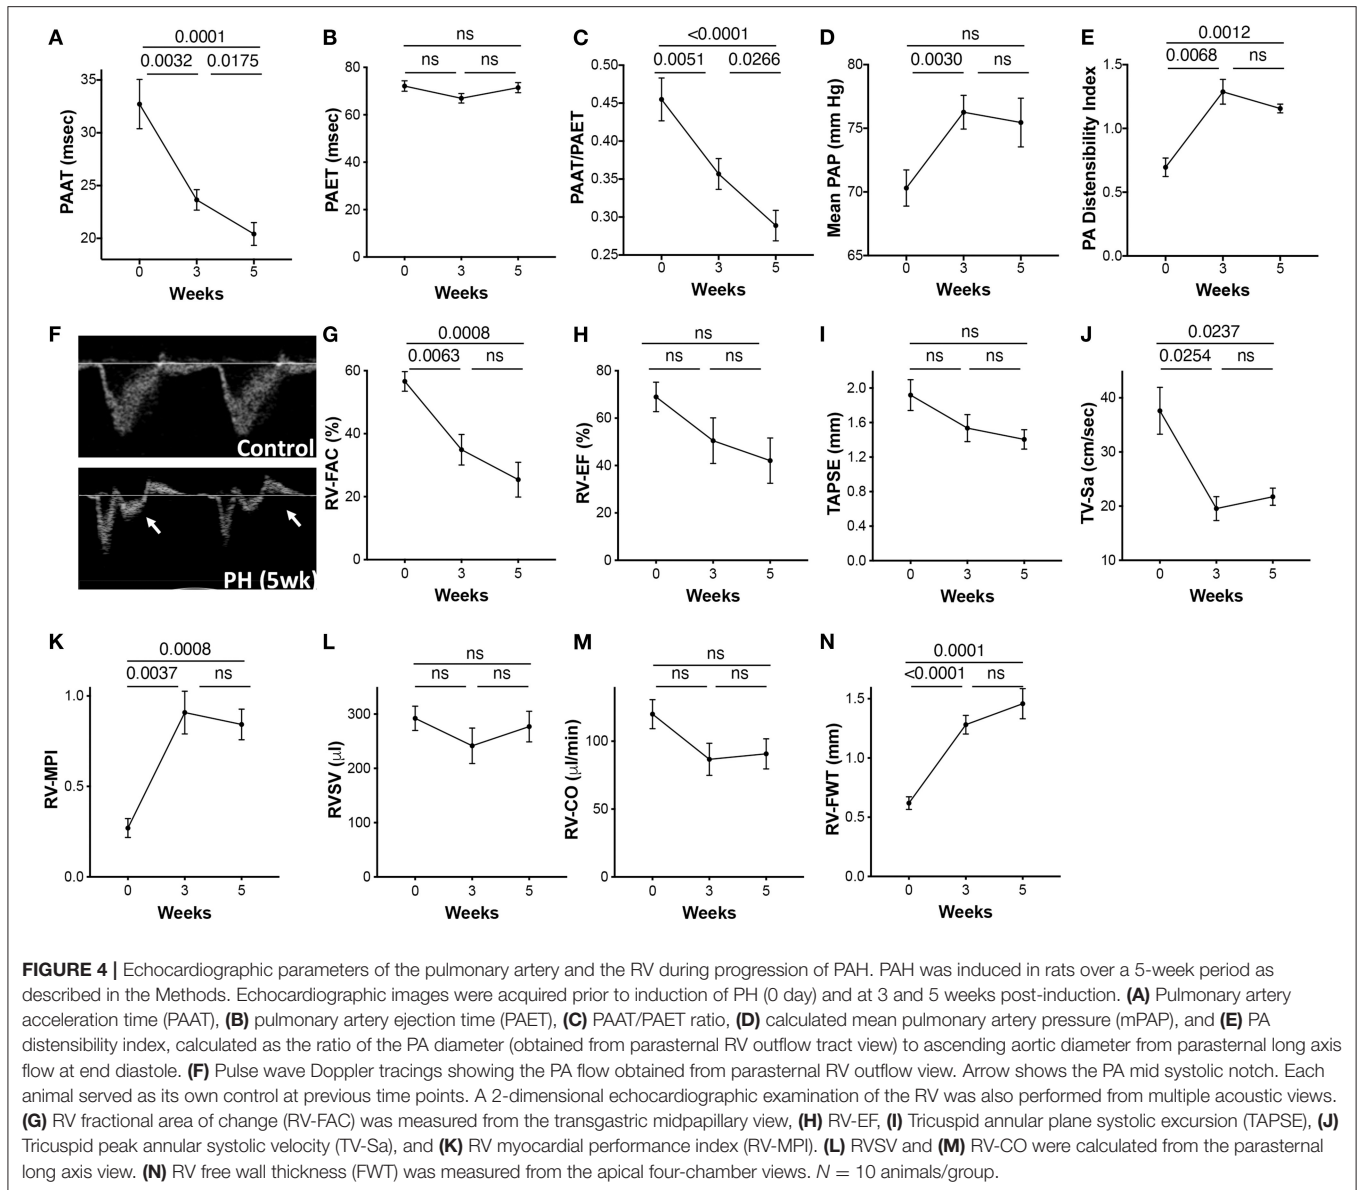 A
0.0001
0.0032 0.0175
35
30
25
20
PAAT (msec)
0 3 5
Weeks
B
ns
ns ns
80
60
40
20
0
PAET (msec)
0 3 5
Weeks
C
<0.0001
0.0051 0.0266
0.50
0.45
0.40
0.35
0.30
0.25
PAAT/PAET
0 3 5
Weeks
D
ns
0.0030 ns
80
75
70
65
Mean PAP (mm Hg)
0 3 5
Weeks
E
0.0012
0.0068 ns
1.5
1.0
0.5
0.0
PA Distensibility Index
0 3 5
Weeks
F
Control
PH (5wk)
G
0.0008
0.0063 ns
60
40
20
0
RV-FAC (%)
0 3 5
Weeks
H
ns
ns ns
80
60
40
20
0
RV-EF (%)
0 3 5
Weeks
I
ns
ns ns
2.0
1.6
1.2
0.8
0.4
0.0
TAPSE (mm)
0 3 5
Weeks
J
0.0237
0.0254 ns
40
30
20
10
TV-Sa (cm/sec)
0 3 5
Weeks
K
0.0008
0.0037 ns
1.0
0.5
0.0
RV-MPI
0 3 5
Weeks
L
ns
ns ns
300
200
100
0
RVSV (μl)
0 3 5
Weeks
M
ns
ns ns
100
50
0
RV-CO (μl/min)
0 3 5
Weeks
N
0.0001
<0.0001 ns
1.5
1.0
0.5
0.0
RV-FWT (mm)
0 3 5
Weeks
FIGURE 4 | Echocardiographic parameters of the pulmonary artery and the RV during progression of PAH. PAH was induced in rats over a 5-week period as
described in the Methods. Echocardiographic images were acquired prior to induction of PH (0 day) and at 3 and 5 weeks post-induction. (A) Pulmonary artery
acceleration time (PAAT), (B) pulmonary artery ejection time (PAET), (C) PAAT/PAET ratio, (D) calculated mean pulmonary artery pressure (mPAP), and (E) PA
distensibility index, calculated as the ratio of the PA diameter (obtained from parasternal RV outflow tract view) to ascending aortic diameter from parasternal long axis
flow at end diastole. (F) Pulse wave Doppler tracings showing the PA flow obtained from parasternal RV outflow view. Arrow shows the PA mid systolic notch. Each
animal served as its own control at previous time points. A 2-dimensional echocardiographic examination of the RV was also performed from multiple acoustic views.
(G) RV fractional area of change (RV-FAC) was measured from the transgastric midpapillary view, (H) RV-EF, (I) Tricuspid annular plane systolic excursion (TAPSE), (J)
Tricuspid peak annular systolic velocity (TV-Sa), and (K) RV myocardial performance index (RV-MPI). (L) RVSV and (M) RV-CO were calculated from the parasternal
long axis view. (N) RV free wall thickness (FWT) was measured from the apical four-chamber views. N = 10 animals/group.